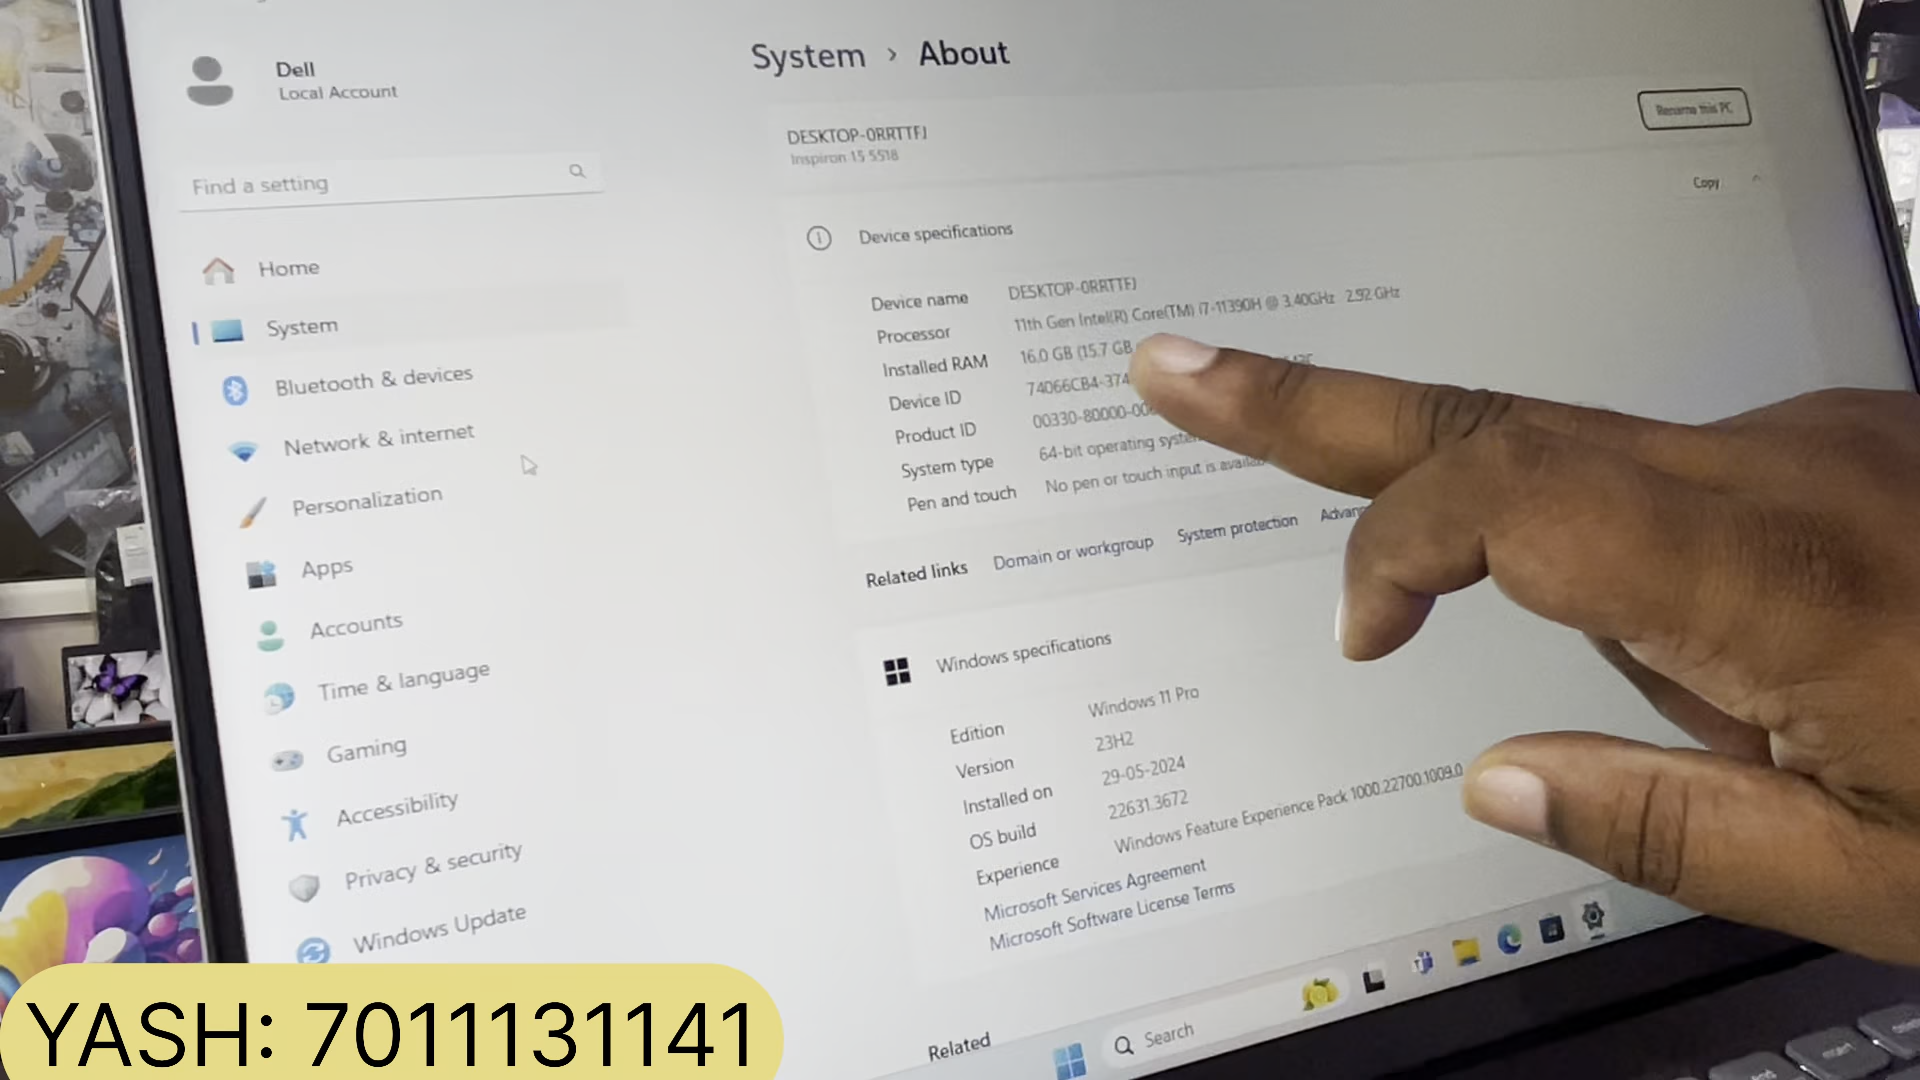 Dell
Local Account
Find a setting
Home
System
Bluetooth & devices
Network & internet
Personalization
Apps
Accounts
Time & language
Gaming
Accessibility
Privacy & security
Windows Update
System > About
DESKTOP-0RRTTFJ
Inspiron 15 5518
Rename this PC
Copy
Device specifications
Device name DESKTOP-0RRTTFJ
Processor 11th Gen Intel(R) Core(TM) i7-11390H @ 3.40GHz 2.92 GHz
Installed RAM 16.0 GB (15.7 GB
Device ID 74066CB4-374
Product ID 00330-80000-00
System type 64-bit operating system
Pen and touch No pen or touch input is
Related links Domain or workgroup System protection
Windows specifications
Edition Windows 11 Pro
Version 23H2
Installed on 29-05-2024
OS build 22631.3672
Experience Windows Feature Experience Pack 1000.22700.1009.0
Microsoft Services Agreement
Microsoft Software License Terms
Related
Search
YASH: 7011131141